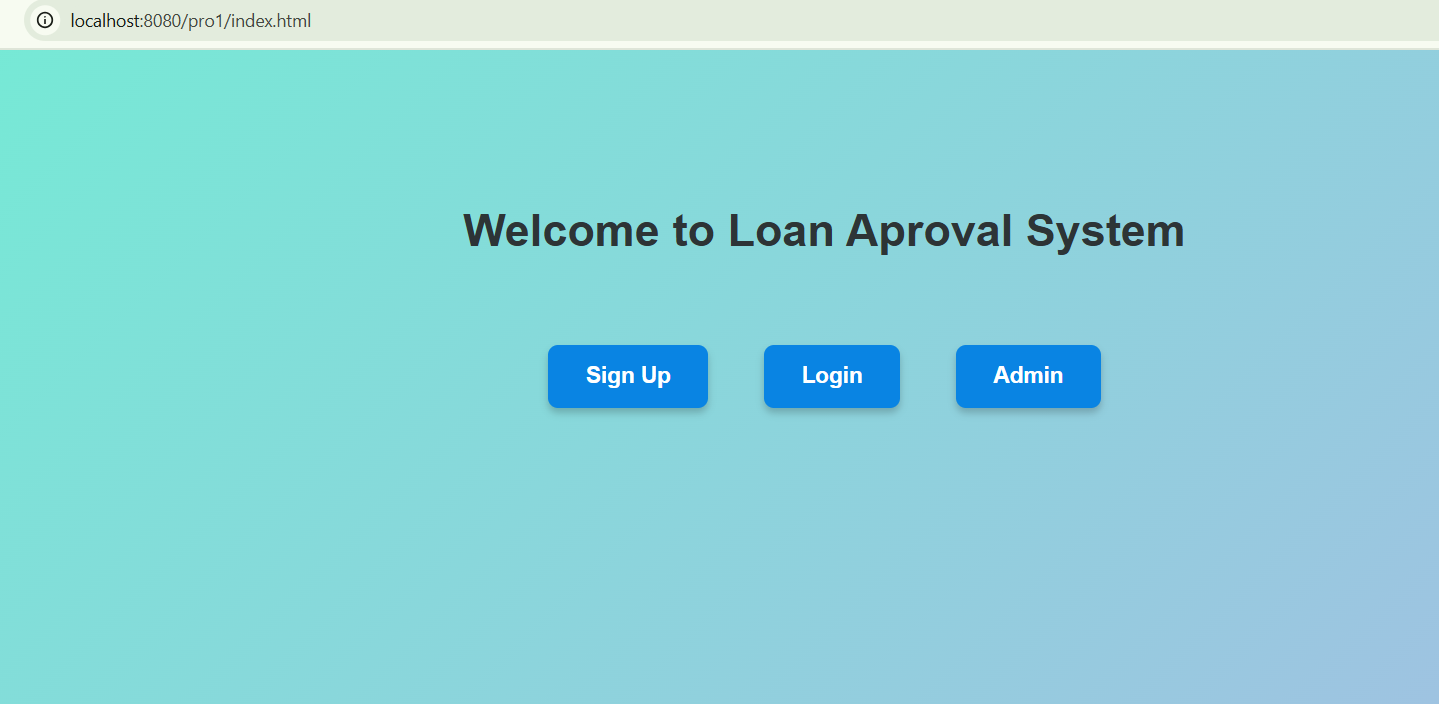 localhost:8080/pro1/index.html
Welcome to Loan Aproval System
Sign Up Login Admin